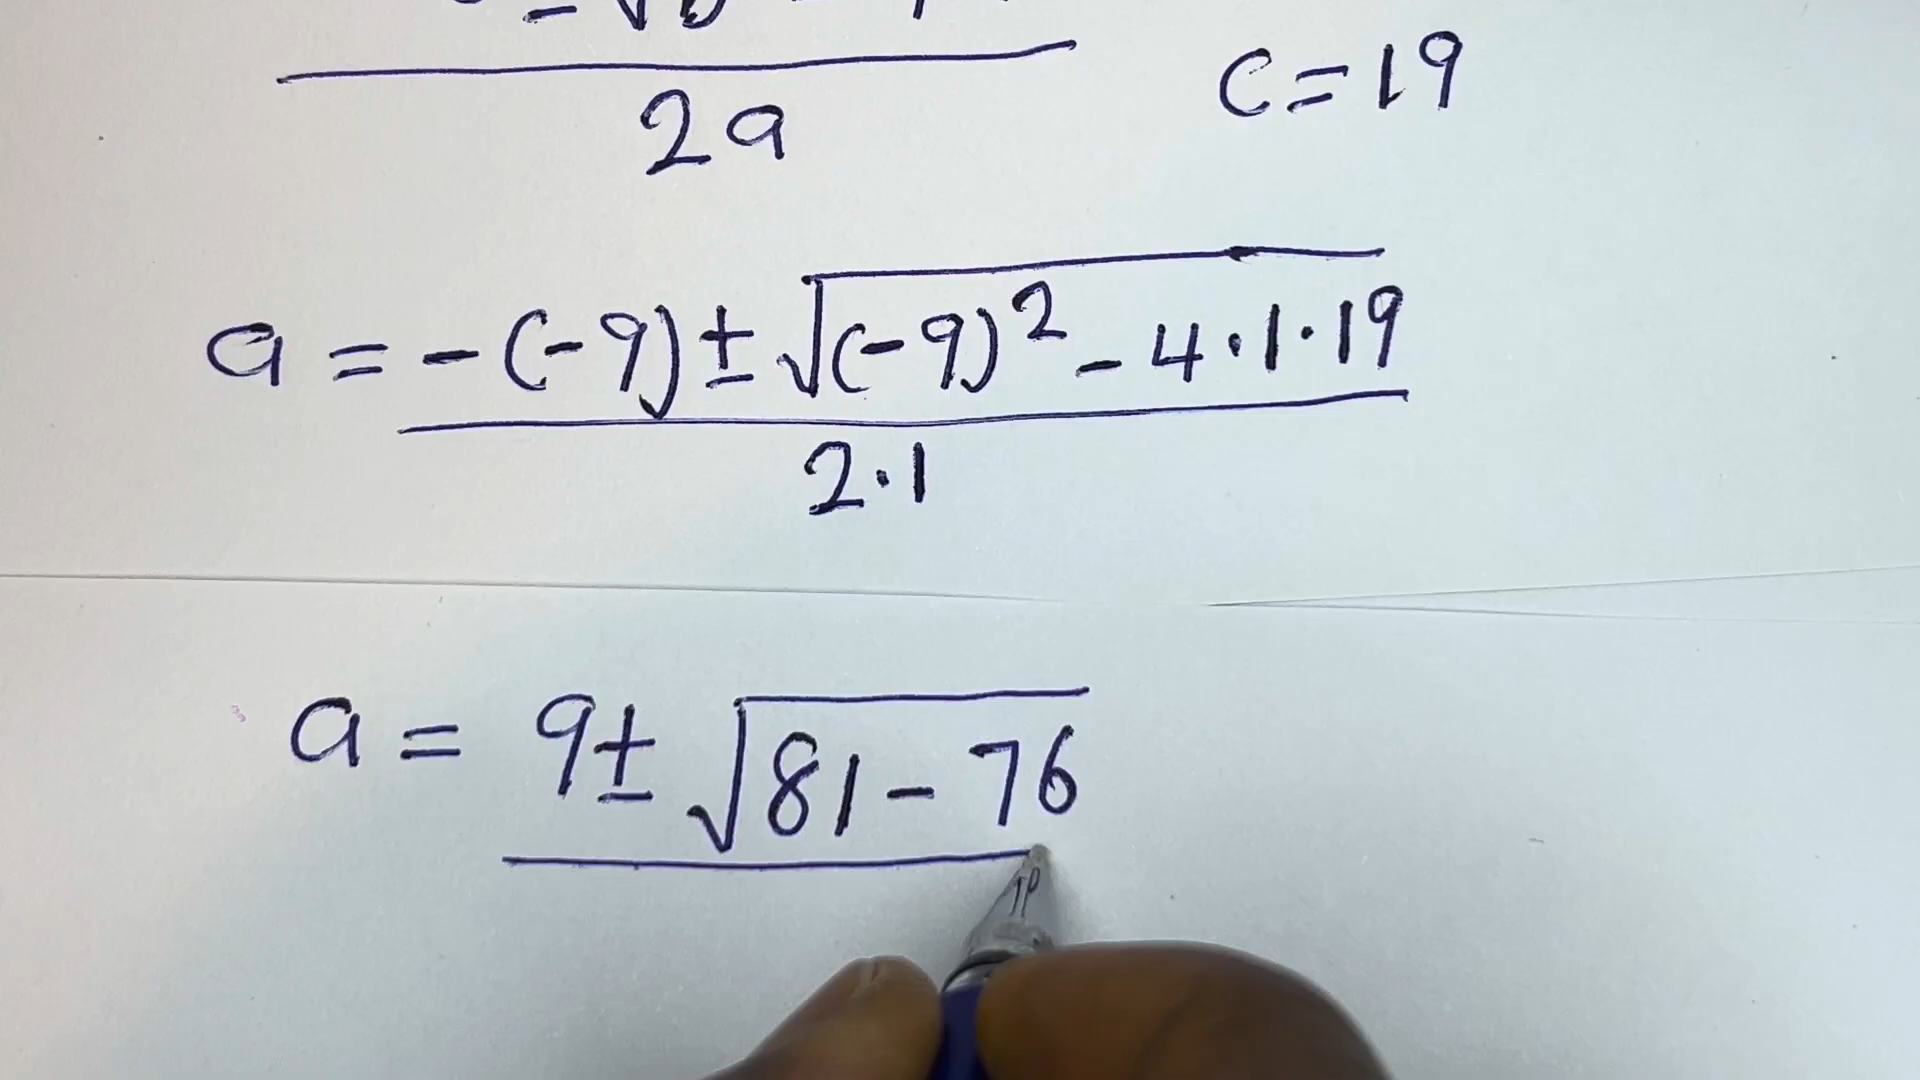 2a
c=19
a = -(-9) ± √(-9)² - 4·1·19
2·1
a = 9 ± √81 - 76